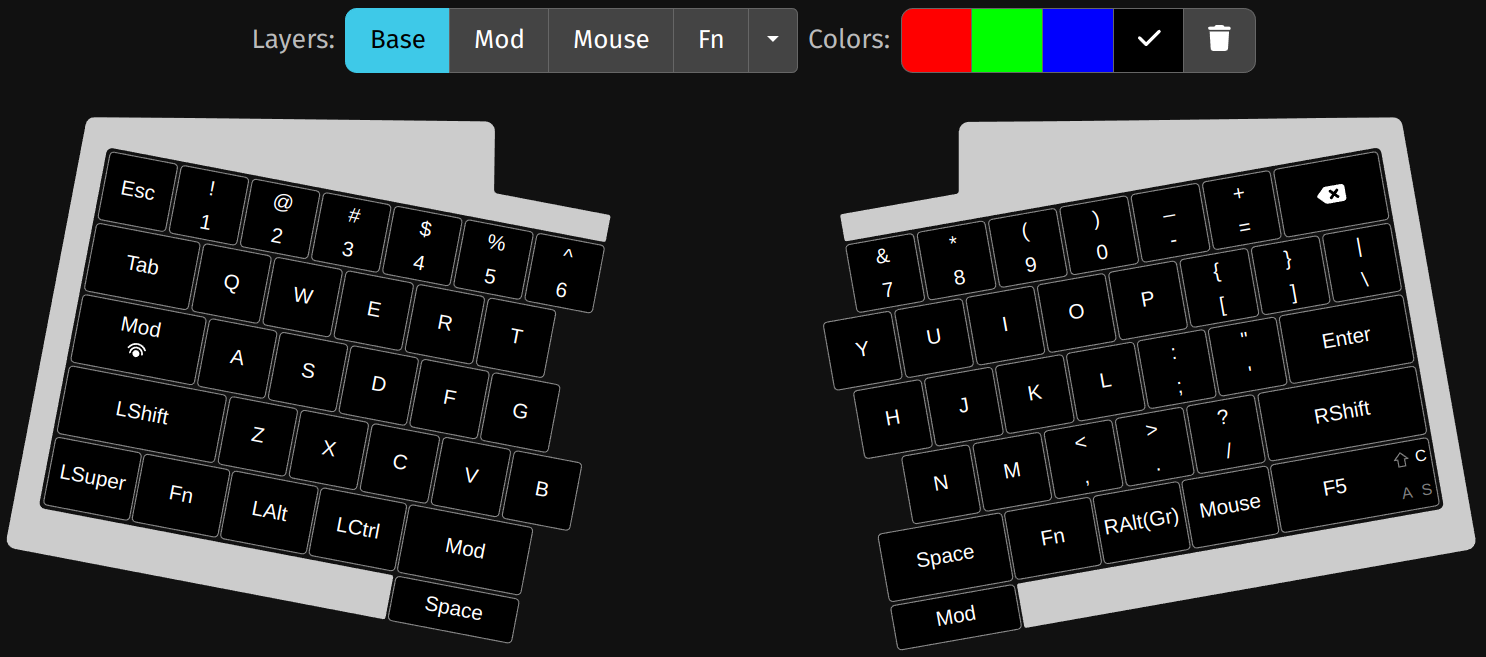 Layers: Base Mod Mouse Fn Colors:
Esc ! 1 @ 2 # 3 $ 4 % 5 ^ 6
Tab Q W E R T
Mod A S D F G
LShift Z X C V B
LSuper Fn LAlt LCtrl Mod
Space
& 7 * 8 ( 9 ) 0 _ - + =
Y U I O P { [ } ] | \
H J K L : ; " ' Enter
N M < , > . ? / RShift
Space Fn RAlt(Gr) Mouse F5 C A S
Mod